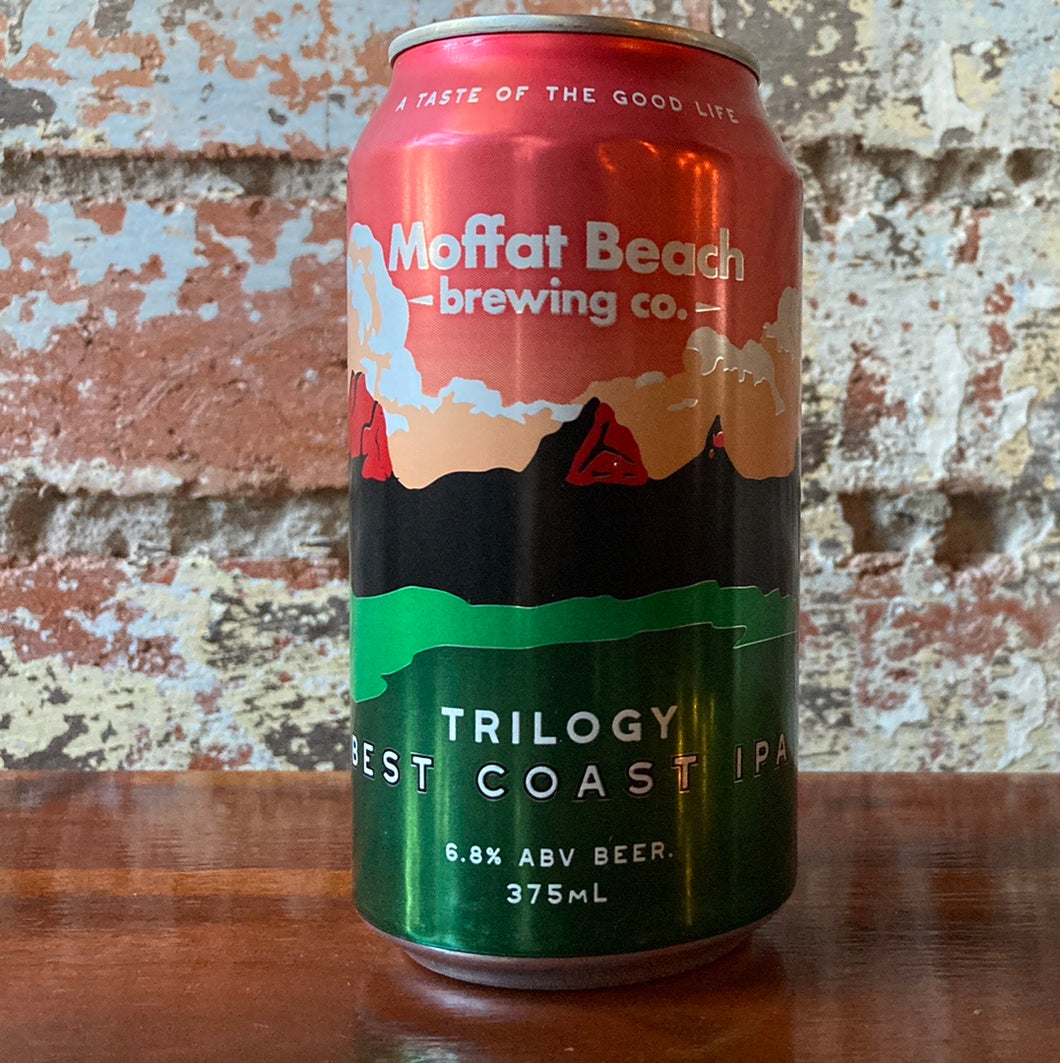 A TASTE OF THE GOOD LIFE
Moffat Beach
brewing co.
TRILOGY
BEST COAST IPA
6.8% ABV BEER.
375mL